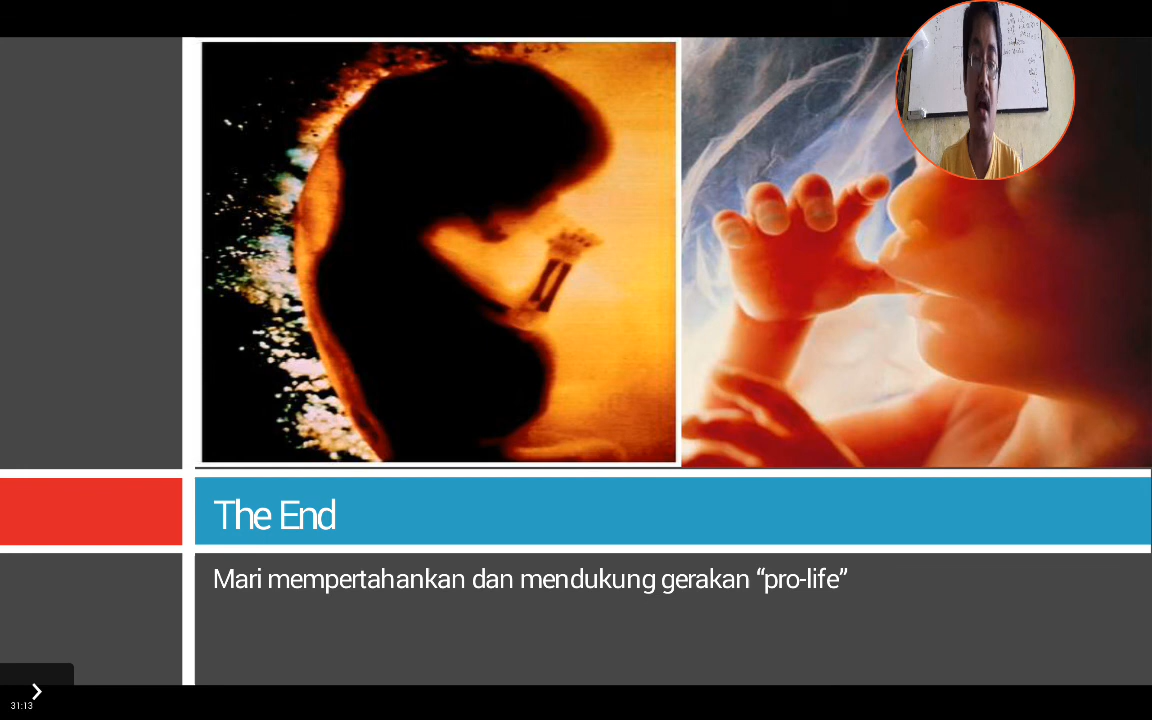 The End
Mari mempertahankan dan mendukung gerakan “pro-life”
31:13